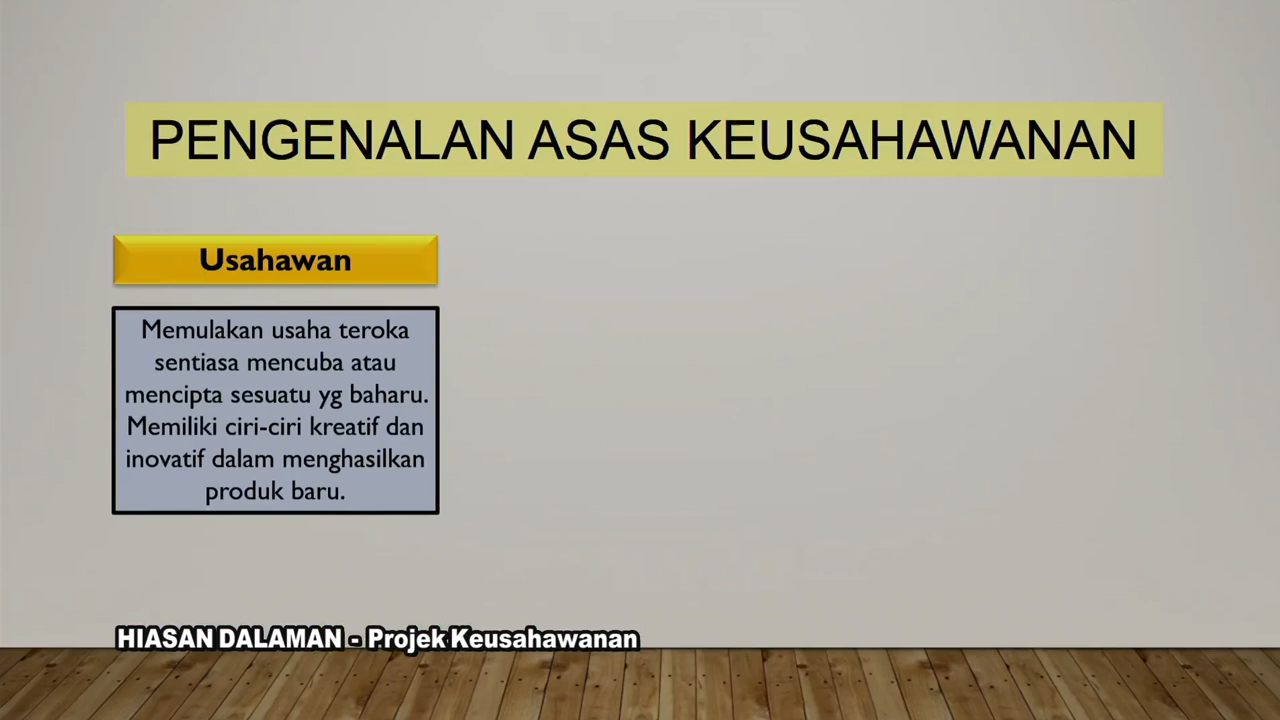 PENGENALAN ASAS KEUSAHAWANAN
Usahawan
Memulakan usaha teroka
sentiasa mencuba atau
mencipta sesuatu yg baharu.
Memiliki ciri-ciri kreatif dan
inovatif dalam menghasilkan
produk baru.
HIASAN DALAMAN - Projek Keusahawanan